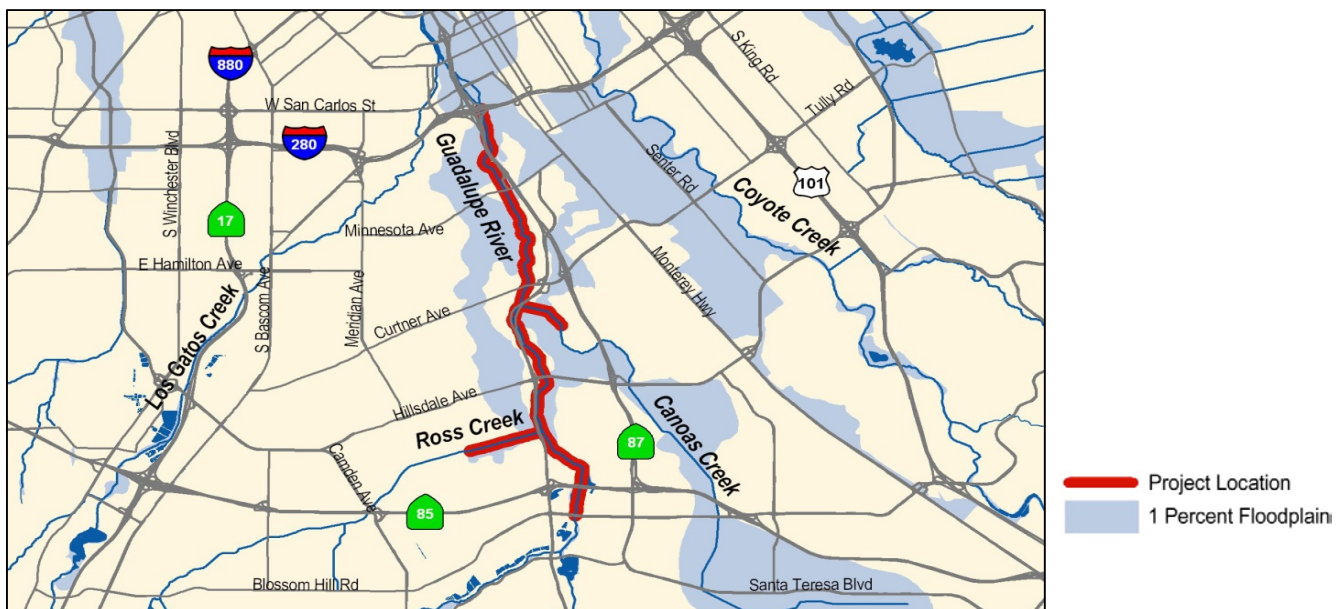 880
W San Carlos St
280
S King Rd
Tully Rd
S Winchester Blvd
Guadalupe River
Senter Rd
101
Coyote Creek
17
Minnesota Ave
E Hamilton Ave
S Bascom Ave
Meridian Ave
Monterey Hwy
Los Gatos Creek
Curtner Ave
Hillsdale Ave
Ross Creek
Canoas Creek
87
Camden Ave
85
Blossom Hill Rd
Santa Teresa Blvd
Project Location
1 Percent Floodplain